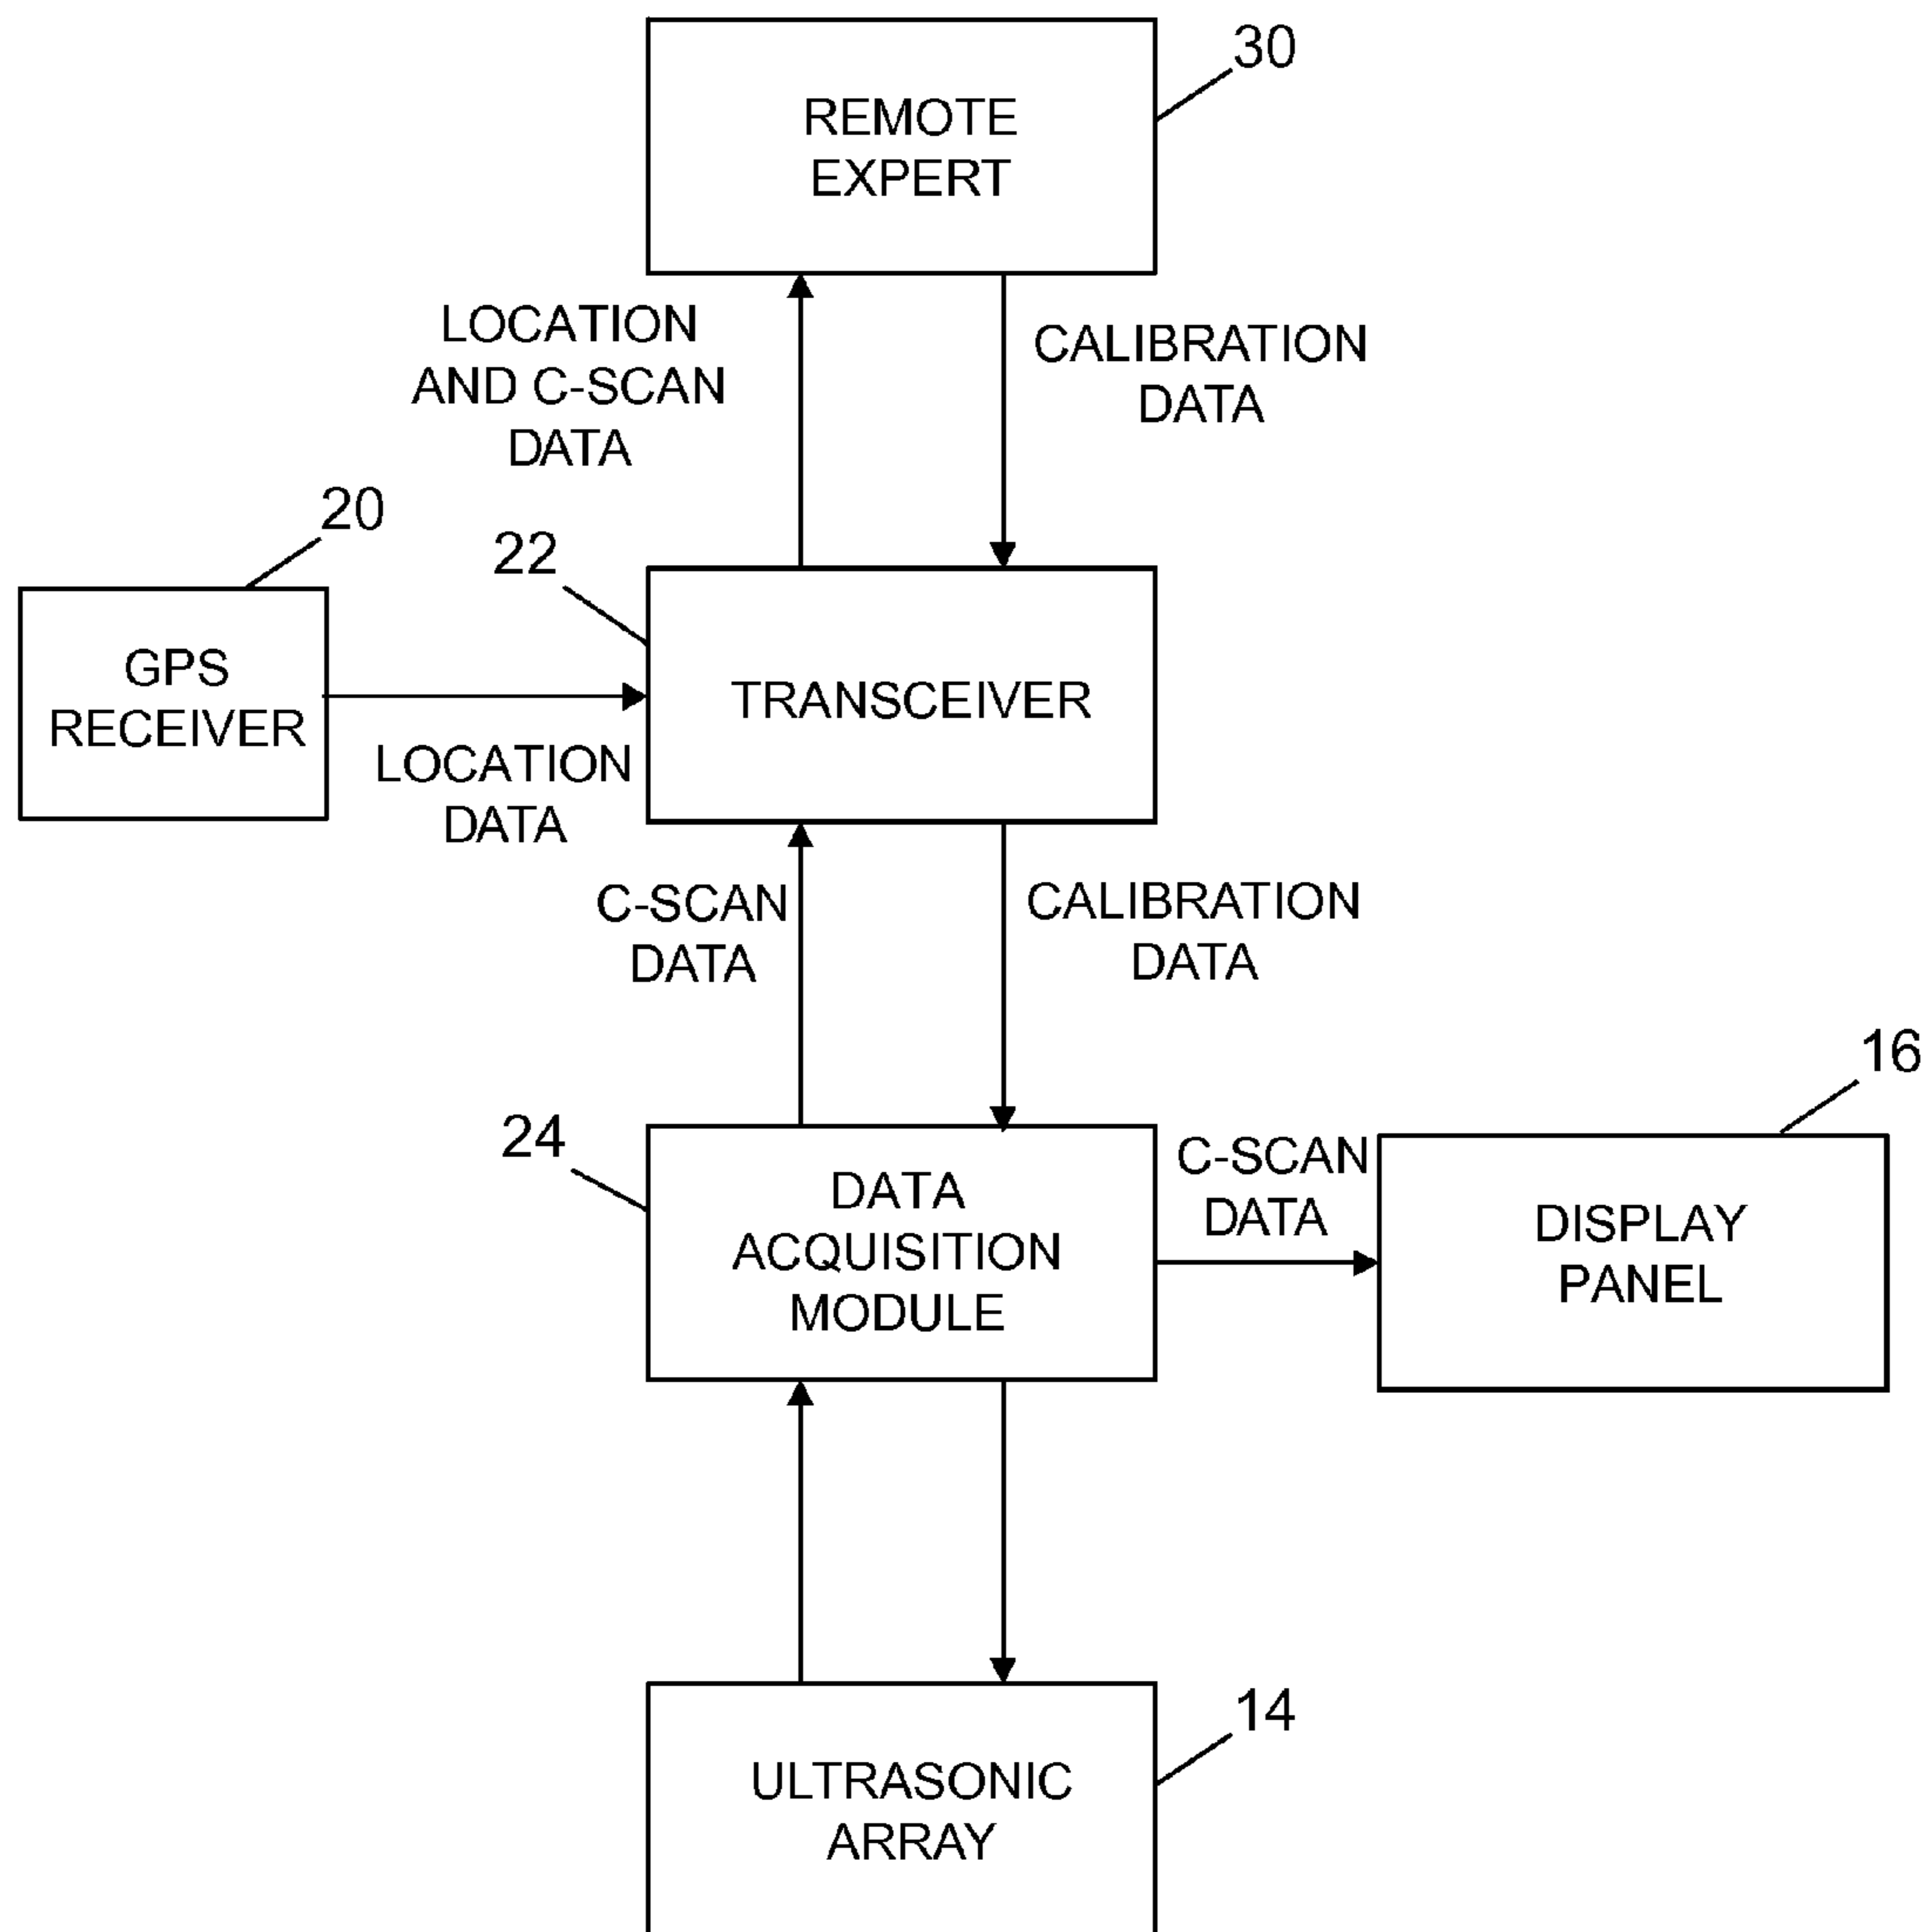 30
REMOTE
EXPERT
LOCATION
AND C-SCAN
DATA
CALIBRATION
DATA
20
22
GPS
RECEIVER
TRANSCEIVER
LOCATION
DATA
C-SCAN
DATA
CALIBRATION
DATA
16
24
DATA
ACQUISITION
MODULE
C-SCAN
DATA
DISPLAY
PANEL
14
ULTRASONIC
ARRAY